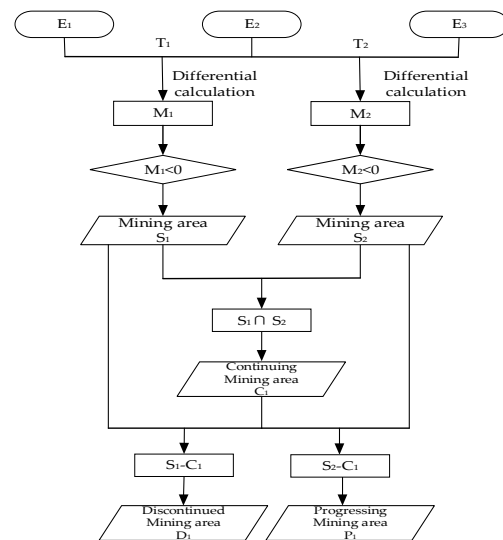 E₁
E₂
E₃
T₁
T₂
Differential
calculation
Differential
calculation
M₁
M₂
M₁<0
M₂<0
Mining area
S₁
Mining area
S₂
S₁ ∩ S₂
Continuing
Mining area
C₁
S₁-C₁
S₂-C₁
Discontinued
Mining area
D₁
Progressing
Mining area
P₁